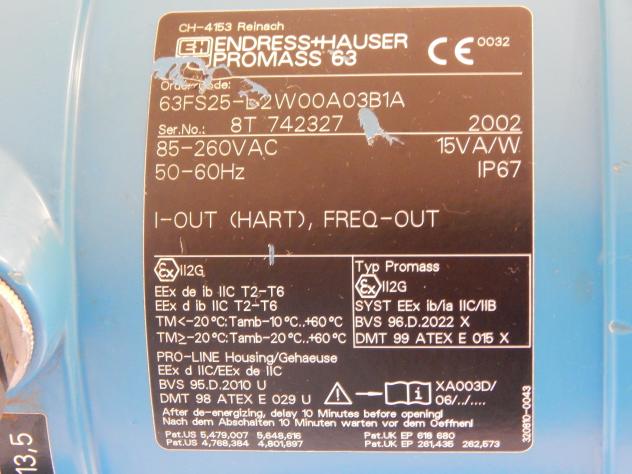 CH-4153 Reinach
EH ENDRESS+HAUSER
PROMASS 63
CE 0032
Order code:
63FS25-D2W00A03B1A
Ser.No.: 8T 742327 2002
85-260VAC 15VA/W
50-60Hz IP67
I-OUT (HART), FREQ-OUT
Ex II2G
EEx de ib IIC T2-T6
EEx d ib IIC T2-T6
TM<-20°C:Tamb-10°C..+60°C
TM≥-20°C:Tamb-20°C..+60°C
Typ Promass
Ex II2G
SYST EEx ib/ia IIC/IIB
BVS 96.D.2022 X
DMT 99 ATEX E 015 X
PRO-LINE Housing/Gehaeuse
EEx d IIC/EEx de IIC
BVS 95.D.2010 U
DMT 98 ATEX E 029 U
XA003D/
06/../....
After de-energizing, delay 10 Minutes before opening!
Nach dem Abschalten 10 Minuten warten vor dem Oeffnen!
Pat.US 5,479,007 5,648,616 Pat.UK EP 618 680
Pat.US 4,768,384 4,801,897 Pat.UK EP 261,435 262,573
320810-0043
13,5